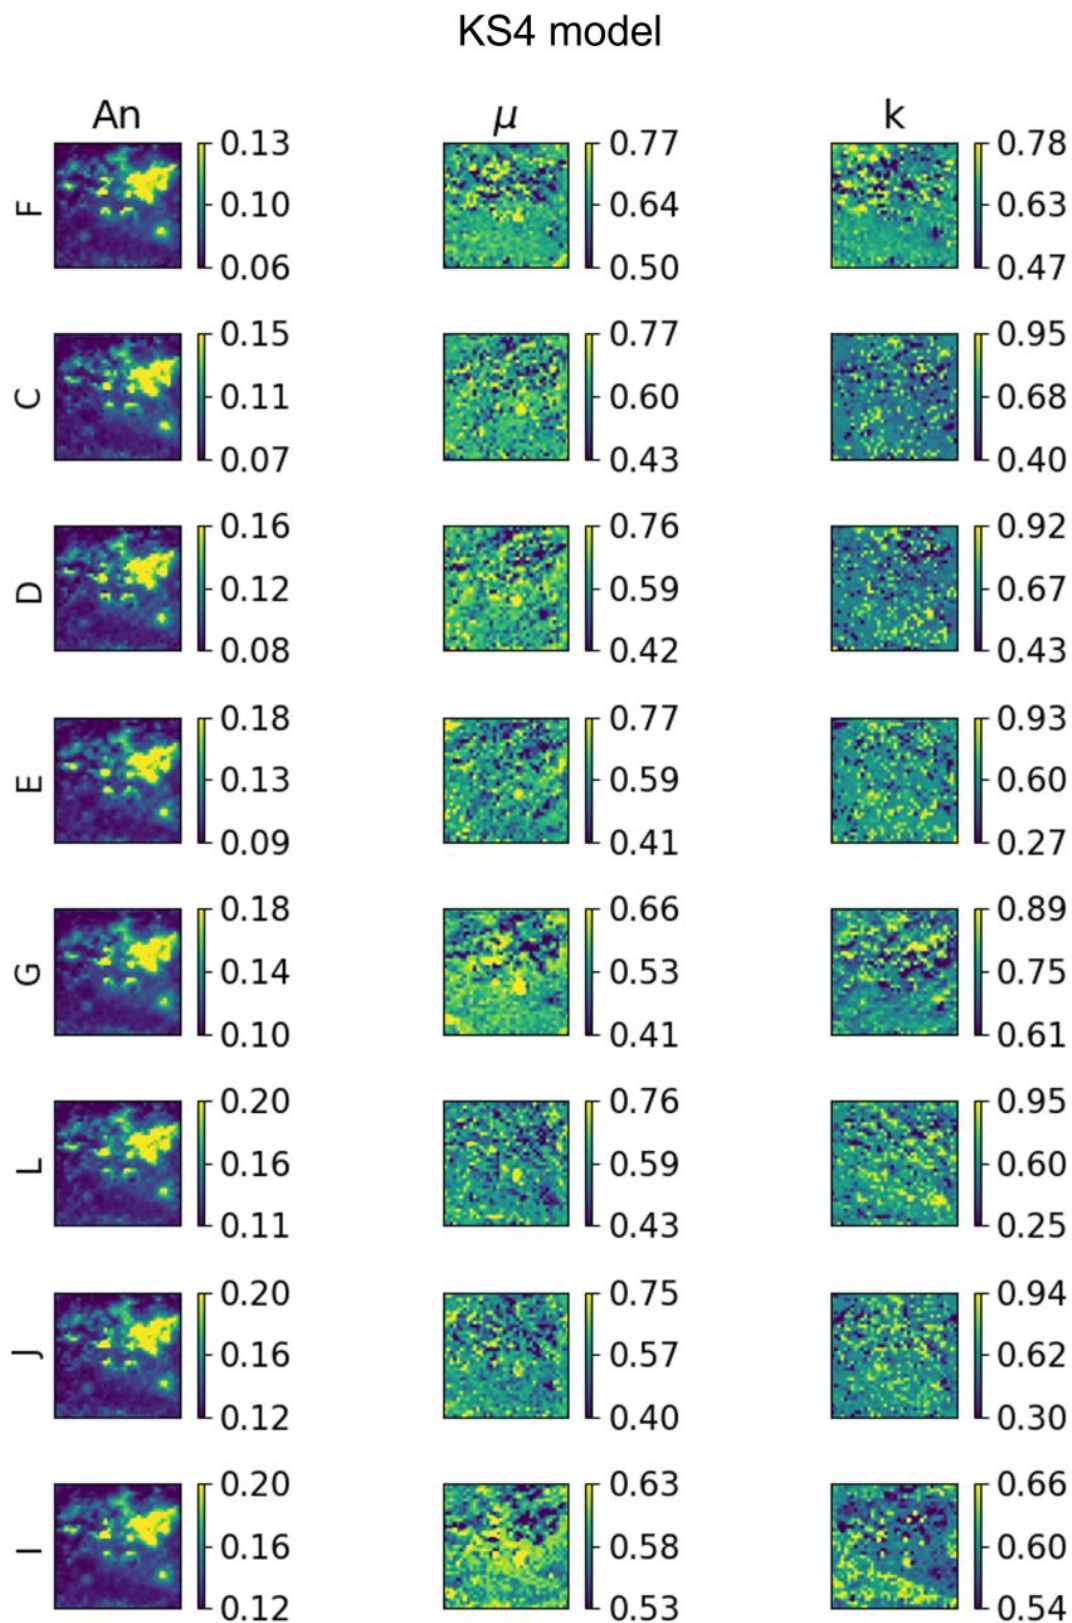 KS4 model
An μ k
0.13 0.77 0.78
F 0.10 0.64 0.63
0.06 0.50 0.47
0.15 0.77 0.95
C 0.11 0.60 0.68
0.07 0.43 0.40
0.16 0.76 0.92
D 0.12 0.59 0.67
0.08 0.42 0.43
0.18 0.77 0.93
E 0.13 0.59 0.60
0.09 0.41 0.27
0.18 0.66 0.89
G 0.14 0.53 0.75
0.10 0.41 0.61
0.20 0.76 0.95
L 0.16 0.59 0.60
0.11 0.43 0.25
0.20 0.75 0.94
J 0.16 0.57 0.62
0.12 0.40 0.30
0.20 0.63 0.66
I 0.16 0.58 0.60
0.12 0.53 0.54